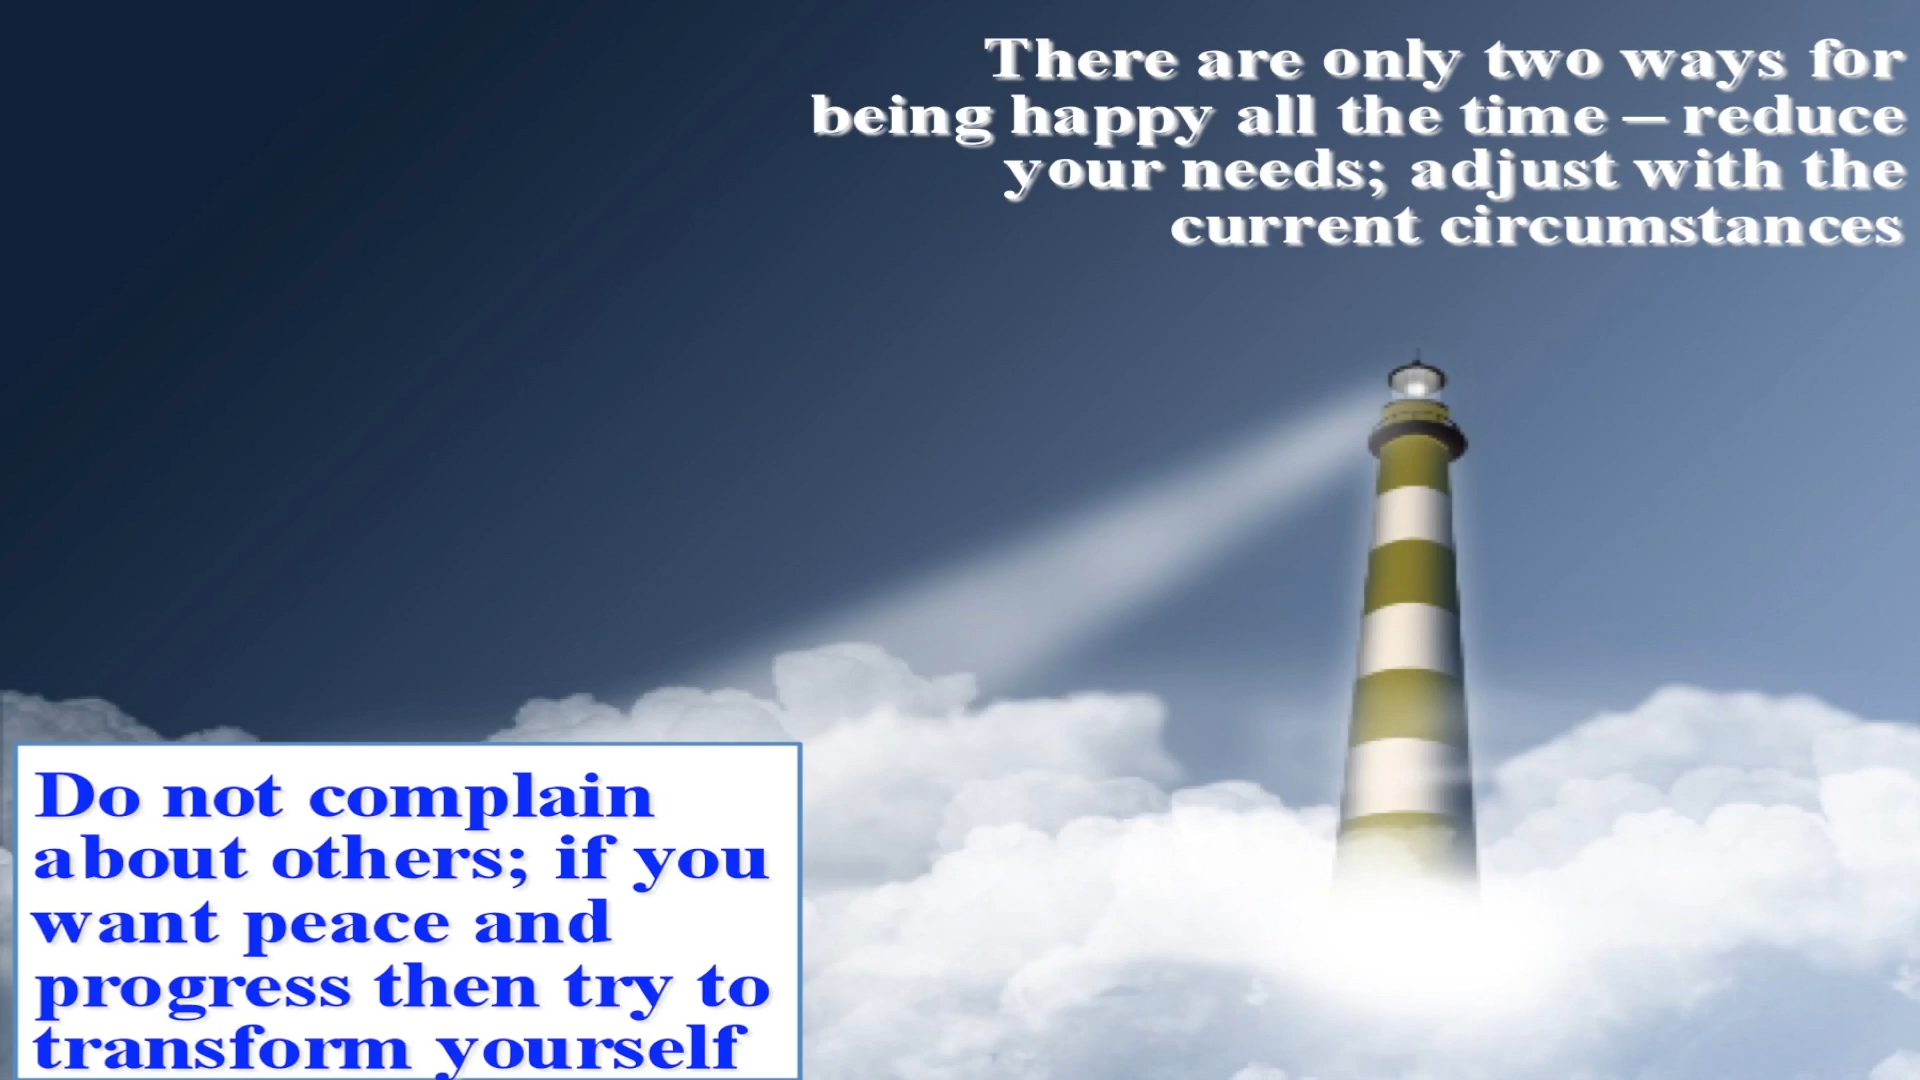 There are only two ways for
being happy all the time – reduce
your needs; adjust with the
current circumstances
Do not complain
about others; if you
want peace and
progress then try to
transform yourself